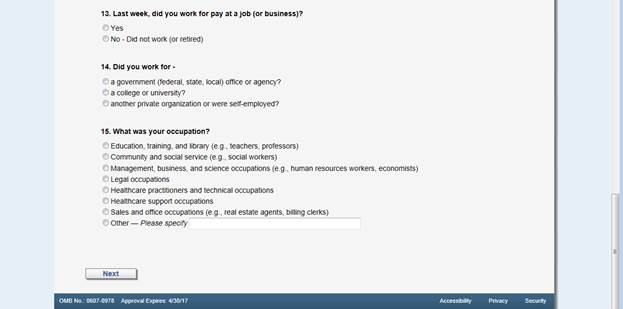 13. Last week, did you work for pay at a job (or business)?
Yes
No - Did not work (or retired)
14. Did you work for -
a government (federal, state, local) office or agency?
a college or university?
another private organization or were self-employed?
15. What was your occupation?
Education, training, and library (e.g., teachers, professors)
Community and social service (e.g., social workers)
Management, business, and science occupations (e.g., human resources workers, economists)
Legal occupations
Healthcare practitioners and technical occupations
Healthcare support occupations
Sales and office occupations (e.g., real estate agents, billing clerks)
Other — Please specify
Next
OMB No.: 0607-0978 Approval Expires: 4/30/17 Accessibility Privacy Security